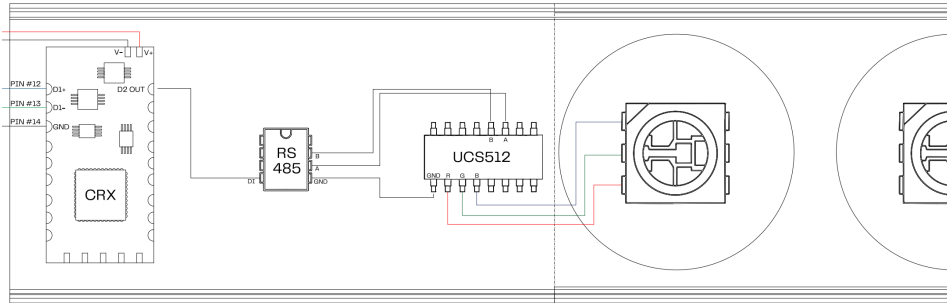 V- V+
PIN #12 D1+ D2 OUT
PIN #13 D1-
PIN #14 GND
CRX
RS
485
B
A
DI GND
B A
UCS512
GND R G B